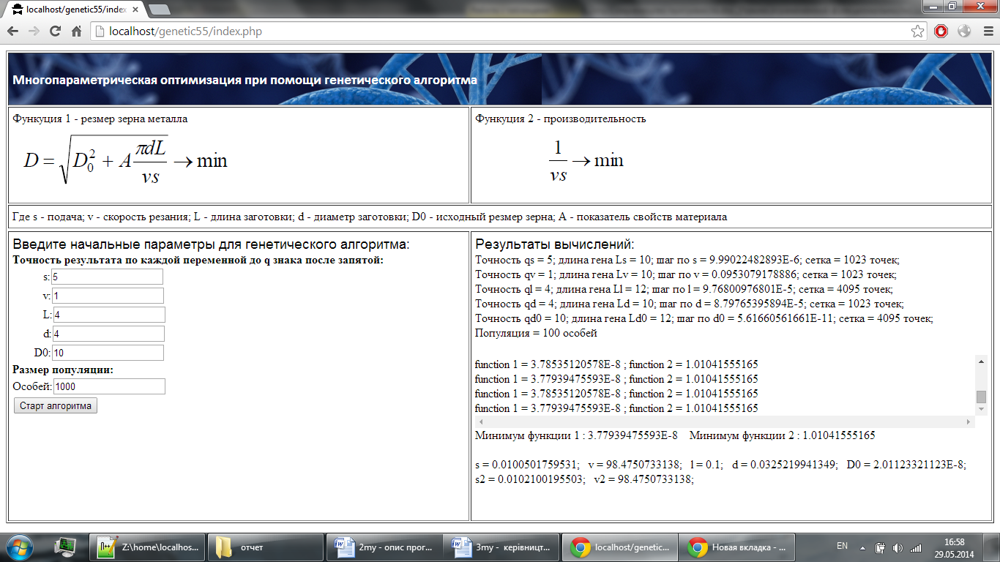 localhost/genetic55/index
localhost/genetic55/index.php
Многопараметрическая оптимизация при помощи генетического алгоритма
Функуция 1 - резмер зерна металла
D = √(D₀² + A πdL/vs) → min
Функуция 2 - производительность
1/vs → min
Где s - подача; v - скорость резания; L - длина заготовки; d - диаметр заготовки; D0 - исходный резмер зерна; А - показатель свойств материала
Введите начальные параметры для генетического алгоритма:
Точность результата по каждой переменной до q знака после запятой:
s: 5
v: 1
L: 4
d: 4
D0: 10
Размер популяции:
Особей: 1000
Старт алгоритма
Результаты вычислений:
Точность qs = 5; длина гена Ls = 10; шаг по s = 9.99022482893E-6; сетка = 1023 точек;
Точность qv = 1; длина гена Lv = 10; шаг по v = 0.0953079178886; сетка = 1023 точек;
Точность ql = 4; длина гена Ll = 12; шаг по l = 9.76800976801E-5; сетка = 4095 точек;
Точность qd = 4; длина гена Ld = 10; шаг по d = 8.79765395894E-5; сетка = 1023 точек;
Точность qd0 = 10; длина гена Ld0 = 12; шаг по d0 = 5.61660561661E-11; сетка = 4095 точек;
Популяция = 100 особей
function 1 = 3.78535120578E-8 ; function 2 = 1.01041555165
function 1 = 3.77939475593E-8 ; function 2 = 1.01041555165
function 1 = 3.78535120578E-8 ; function 2 = 1.01041555165
function 1 = 3.77939475593E-8 ; function 2 = 1.01041555165
Минимум функции 1 : 3.77939475593E-8 Минимум функции 2 : 1.01041555165
s = 0.0100501759531; v = 98.4750733138; l = 0.1; d = 0.0325219941349; D0 = 2.01123321123E-8;
s2 = 0.0102100195503; v2 = 98.4750733138;
Z:\home\localhos...
отчет
2my - опис прог...
3my - керівницт...
localhost/genetic...
Новая вкладка - ...
EN
16:58
29.05.2014